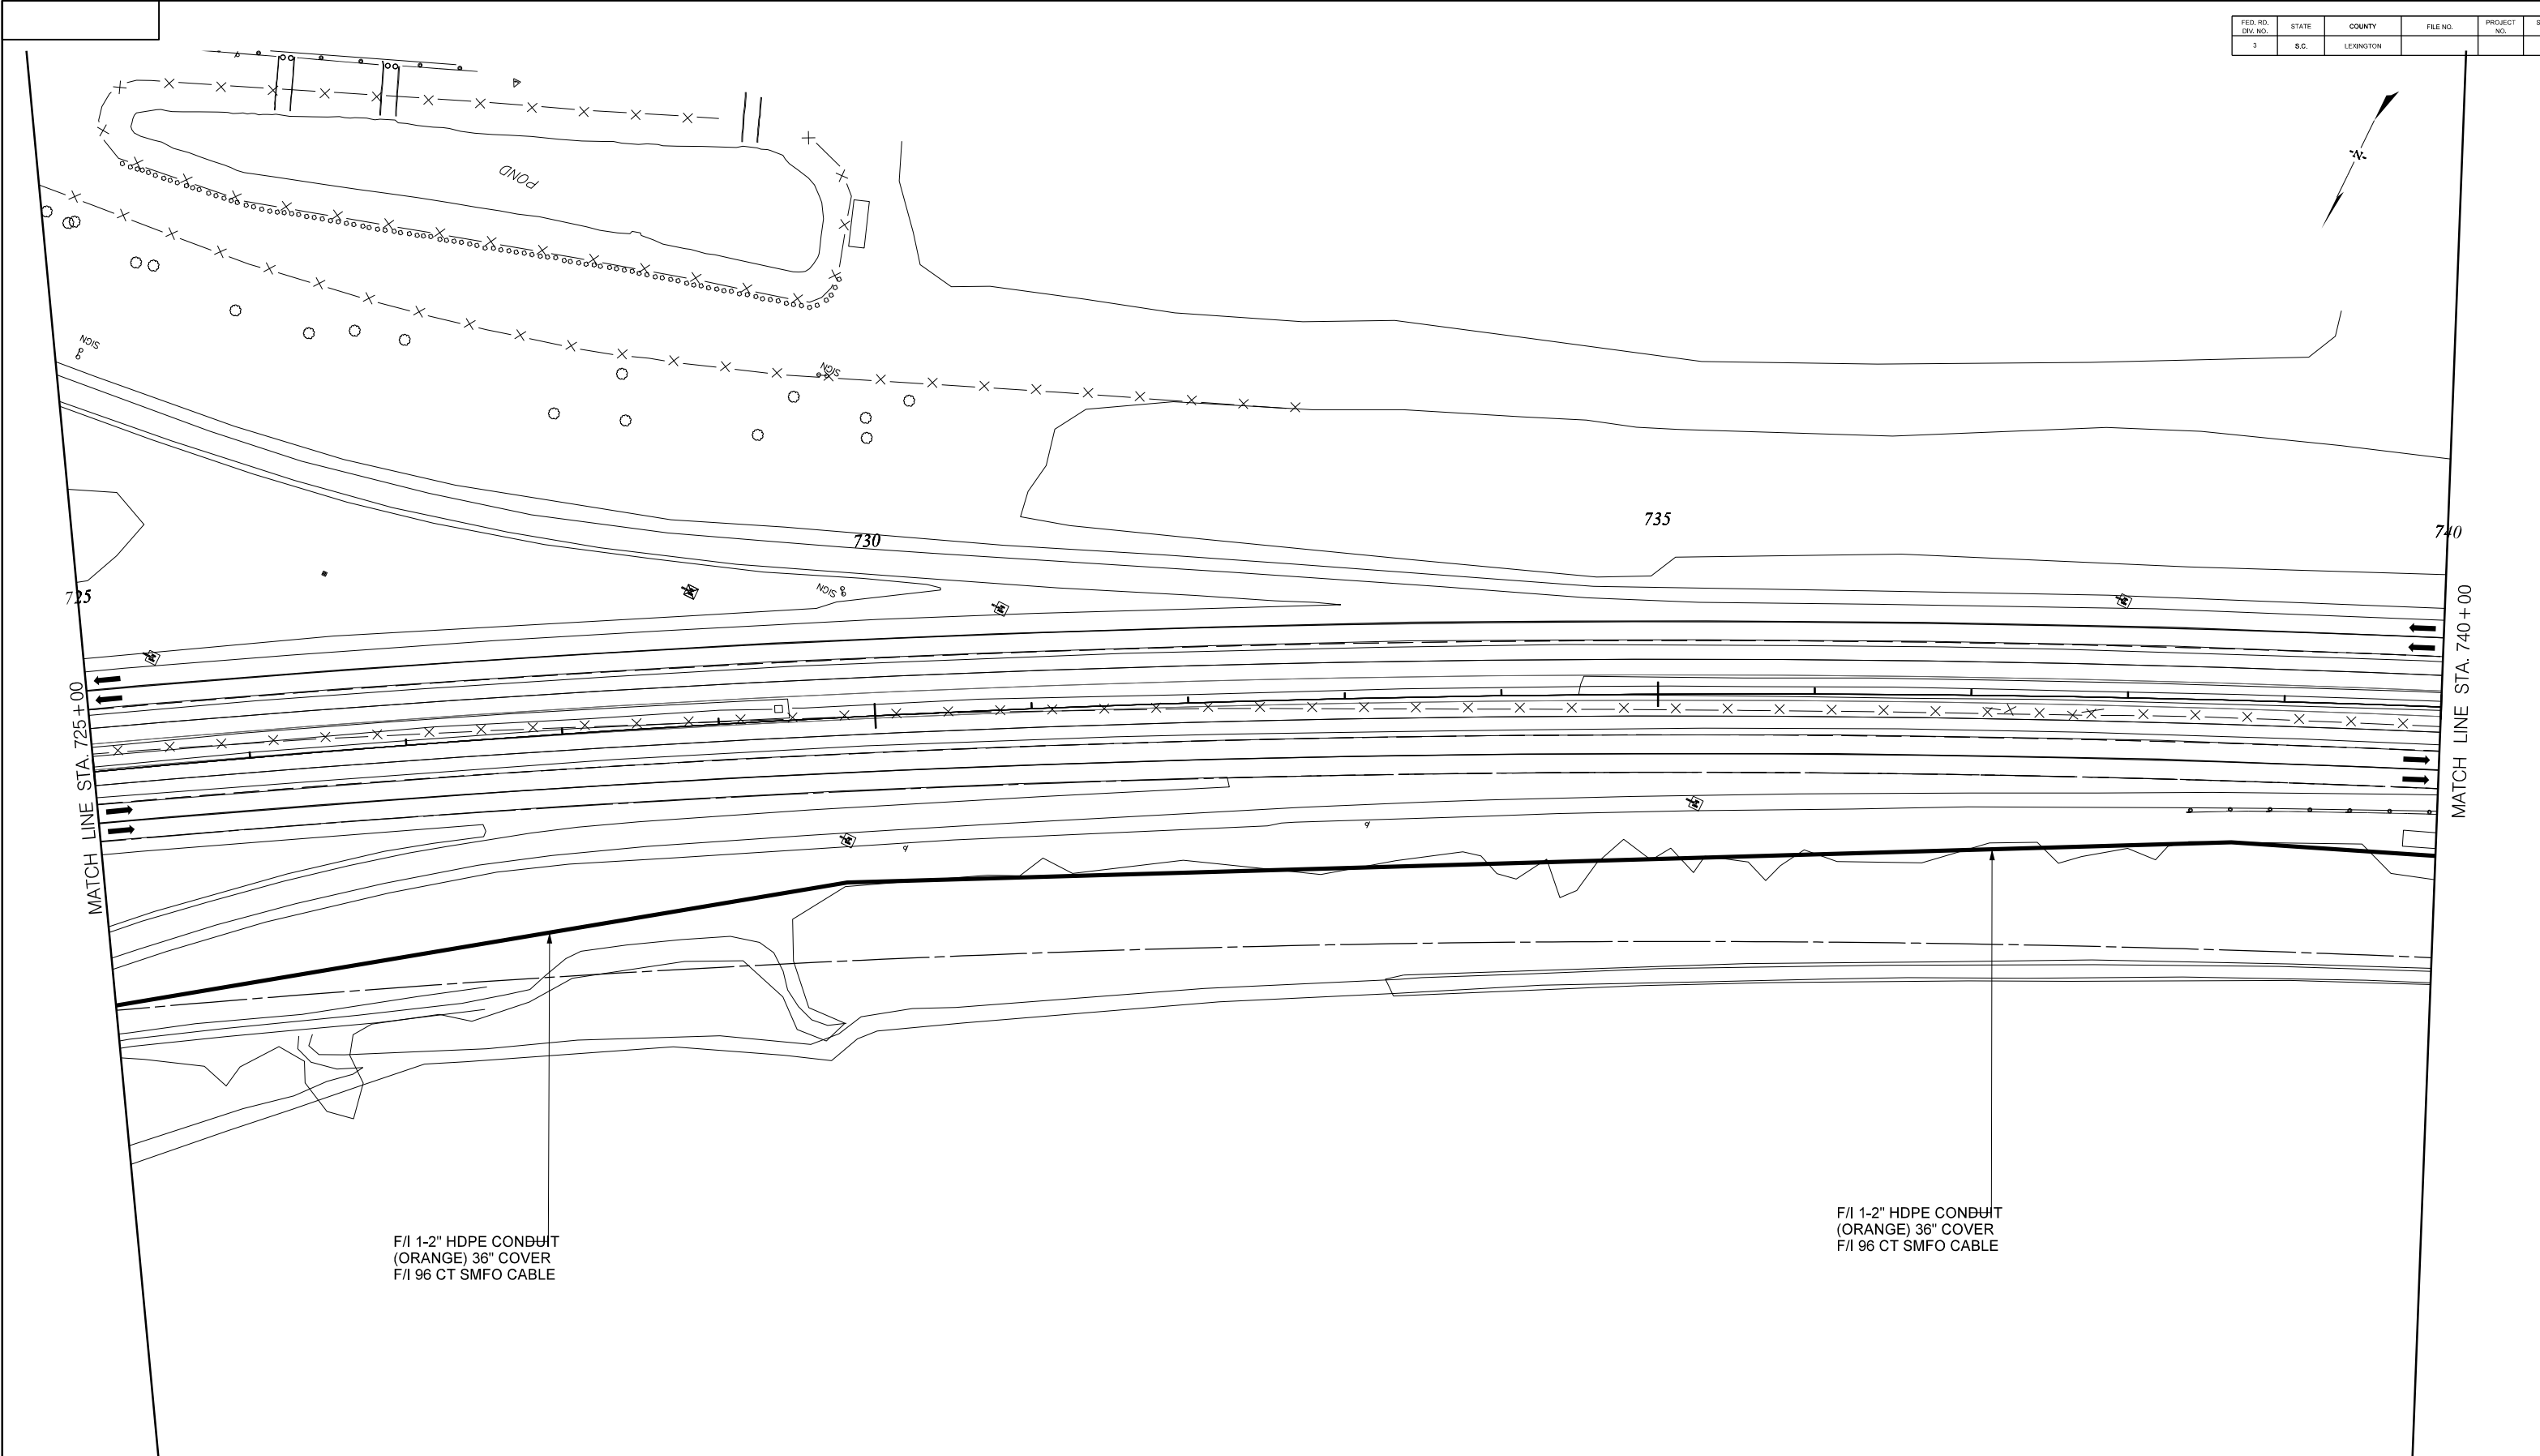 FED. RD. DIV. NO.
STATE
COUNTY
FILE NO.
PROJECT NO.
3
S.C.
LEXINGTON
-N-
POND
SIGN
SIGN
735
740
730
SIGN
725
MATCH LINE STA. 725+00
MATCH LINE STA. 740+00
F/I 1-2" HDPE CONDUIT
(ORANGE) 36" COVER
F/I 96 CT SMFO CABLE
F/I 1-2" HDPE CONDUIT
(ORANGE) 36" COVER
F/I 96 CT SMFO CABLE